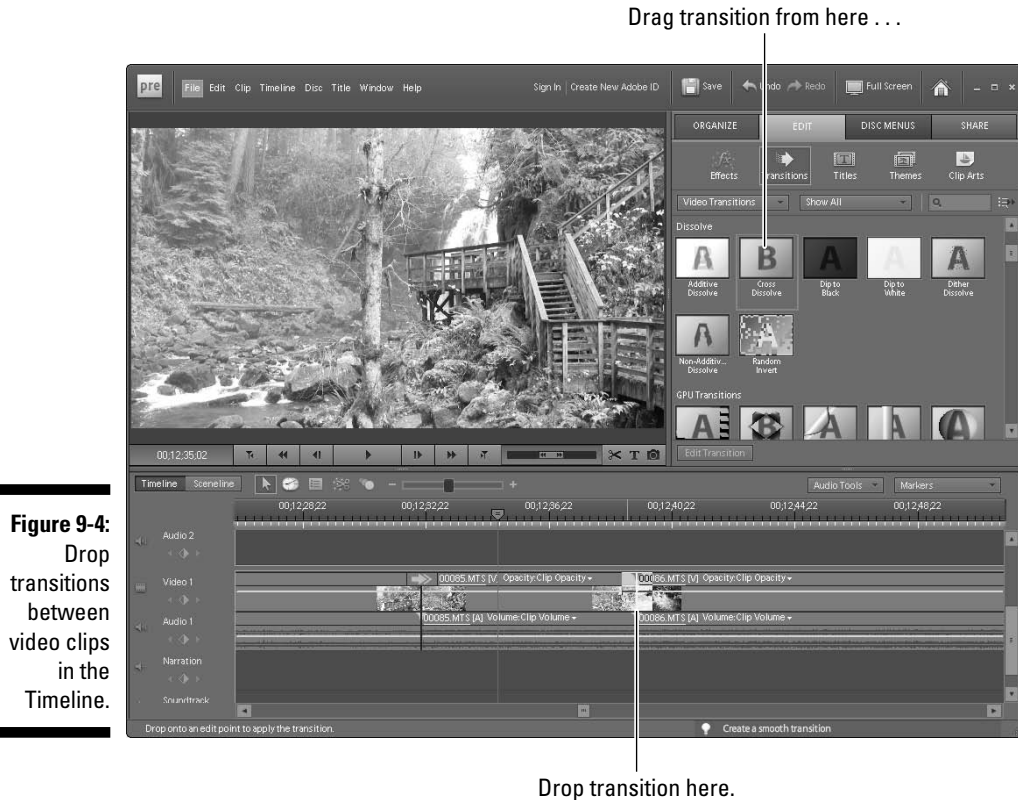 Drag transition from here . . .
pre
File Edit Clip Timeline Disc Title Window Help
Sign In | Create New Adobe ID
Save Undo Redo Full Screen
ORGANIZE EDIT DISC MENUS SHARE
Effects Transitions Titles Themes Clip Arts
Video Transitions Show All
Dissolve
A B A A A
Additive Dissolve
Cross Dissolve
Dip to Black
Dip to White
Dither Dissolve
A A
Non-Additiv... Dissolve
Random Invert
GPU Transitions
A B A A A
00;12;35;02
T
Edit Transition
Timeline Sceneline
Audio Tools Markers
00;12;28;22 00;12;32;22 00;12;36;22 00;12;40;22 00;12;44;22 00;12;48;22
Audio 2
Video 1
00085.MTS [V] Opacity:Clip Opacity
00086.MTS [V] Opacity:Clip Opacity
Audio 1
00085.MTS [A] Volume:Clip Volume
00086.MTS [A] Volume:Clip Volume
Narration
Soundtrack
Drop onto an edit point to apply the transition.
Create a smooth transition
Figure 9-4:
Drop
transitions
between
video clips
in the
Timeline.
Drop transition here.